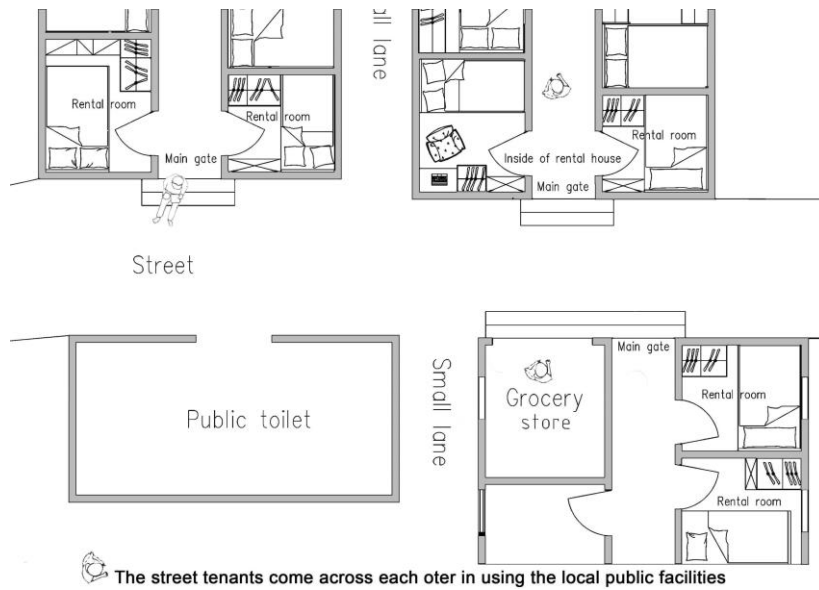 all lane
Rental room
Rental room
Main gate
Rental room
Inside of rental house
Main gate
Street
Small lane
Public toilet
Main gate
Grocery
store
Rental room
Rental room
The street tenants come across each oter in using the local public facilities